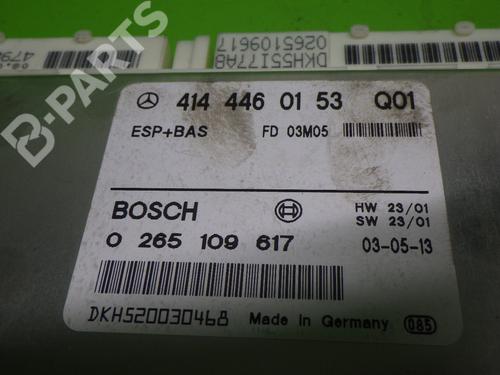 DKH55I77AB
0265109617
414 446 01 53 Q01
ESP+BAS FD 03M05
BOSCH HW 23/01
SW 23/01
0 265 109 617 03-05-13
DKH520030468 Made in Germany 085
B-PARTS